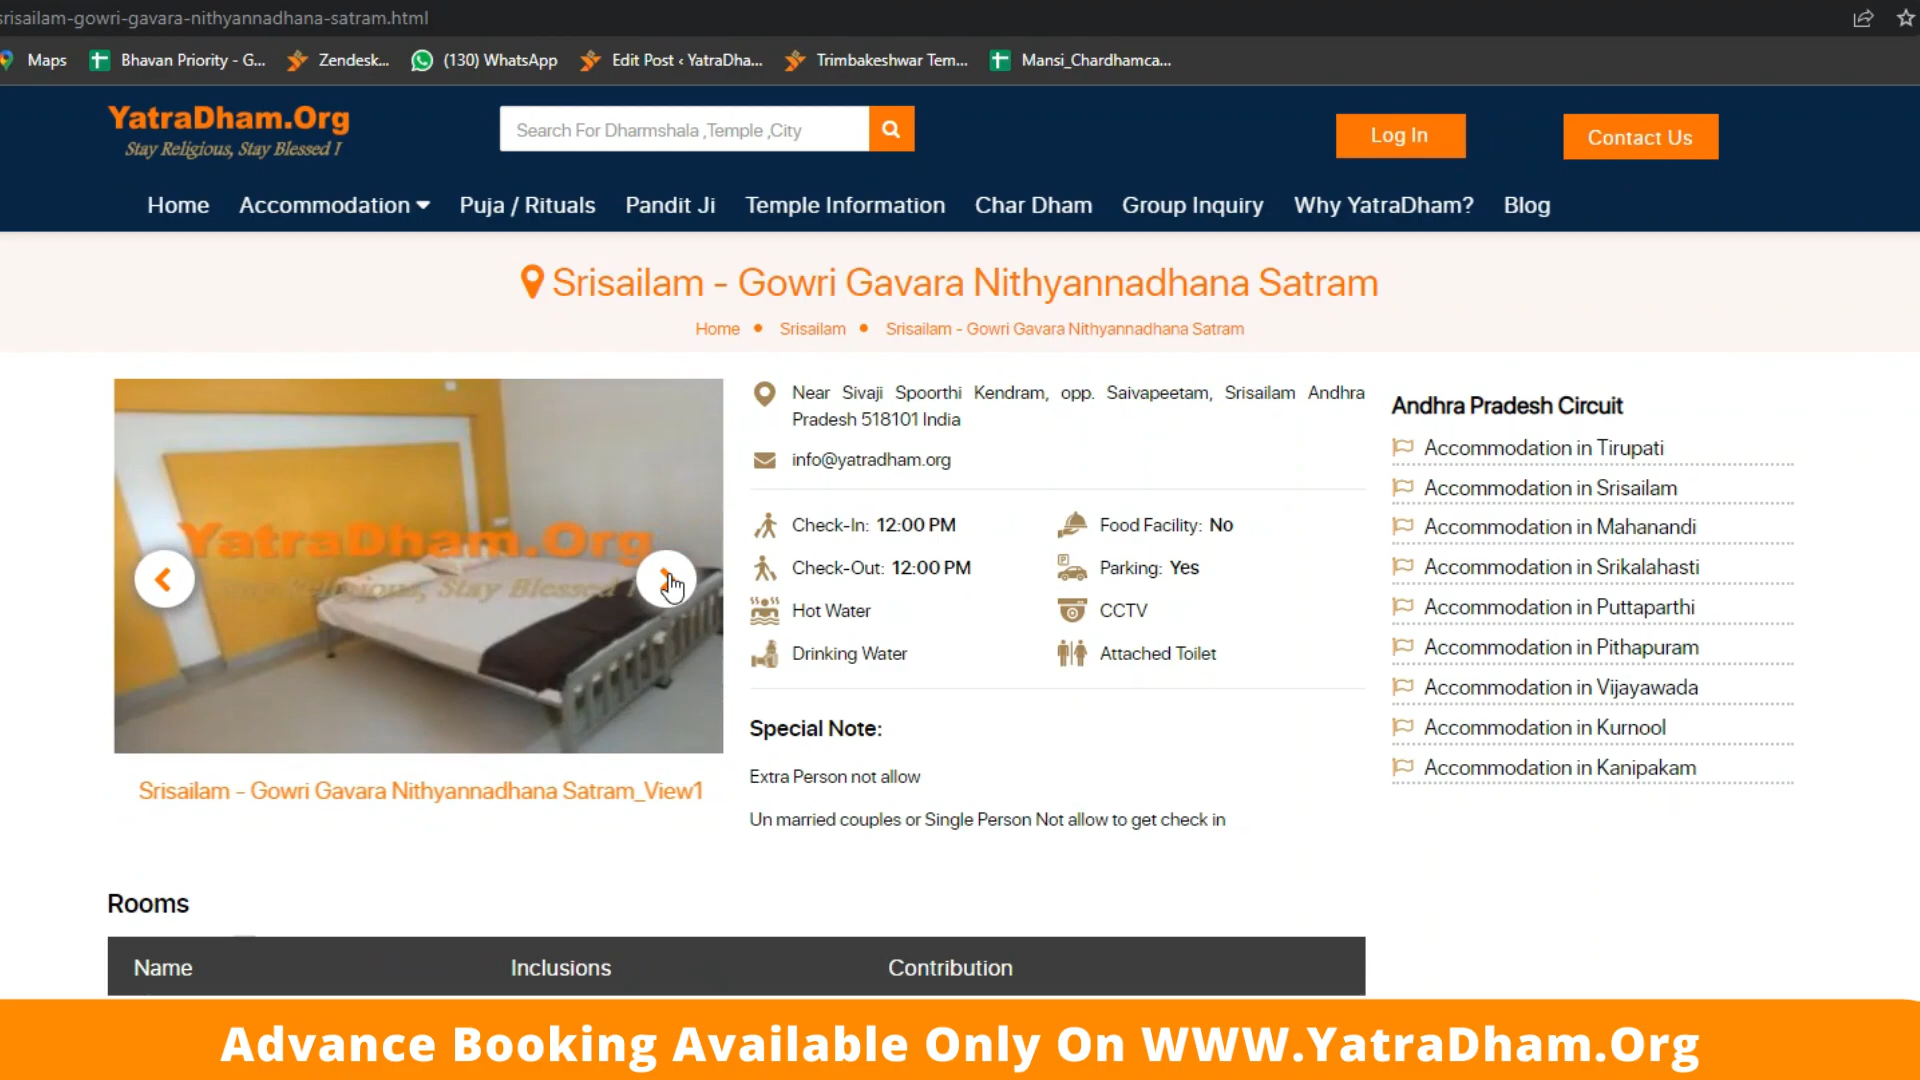 srisailam-gowri-gavara-nithyannadhana-satram.html
Maps
Bhavan Priority - G...
Zendesk...
(130) WhatsApp
Edit Post ‹ YatraDha...
Trimbakeshwar Tem...
Mansi_Chardhamca...
YatraDham.Org
Stay Religious, Stay Blessed !
Search For Dharmshala ,Temple ,City
Log In
Contact Us
Home
Accommodation
Puja / Rituals
Pandit Ji
Temple Information
Char Dham
Group Inquiry
Why YatraDham?
Blog
Srisailam - Gowri Gavara Nithyannadhana Satram
Home • Srisailam • Srisailam - Gowri Gavara Nithyannadhana Satram
YatraDham.Org
Stay Blessed !
Srisailam - Gowri Gavara Nithyannadhana Satram_View1
Near Sivaji Spoorthi Kendram, opp. Saivapeetam, Srisailam Andhra
Pradesh 518101 India
info@yatradham.org
Check-In: 12:00 PM
Food Facility: No
Check-Out: 12:00 PM
Parking: Yes
Hot Water
CCTV
Drinking Water
Attached Toilet
Special Note:
Extra Person not allow
Un married couples or Single Person Not allow to get check in
Andhra Pradesh Circuit
Accommodation in Tirupati
Accommodation in Srisailam
Accommodation in Mahanandi
Accommodation in Srikalahasti
Accommodation in Puttaparthi
Accommodation in Pithapuram
Accommodation in Vijayawada
Accommodation in Kurnool
Accommodation in Kanipakam
Rooms
Name
Inclusions
Contribution
Advance Booking Available Only On WWW.YatraDham.Org